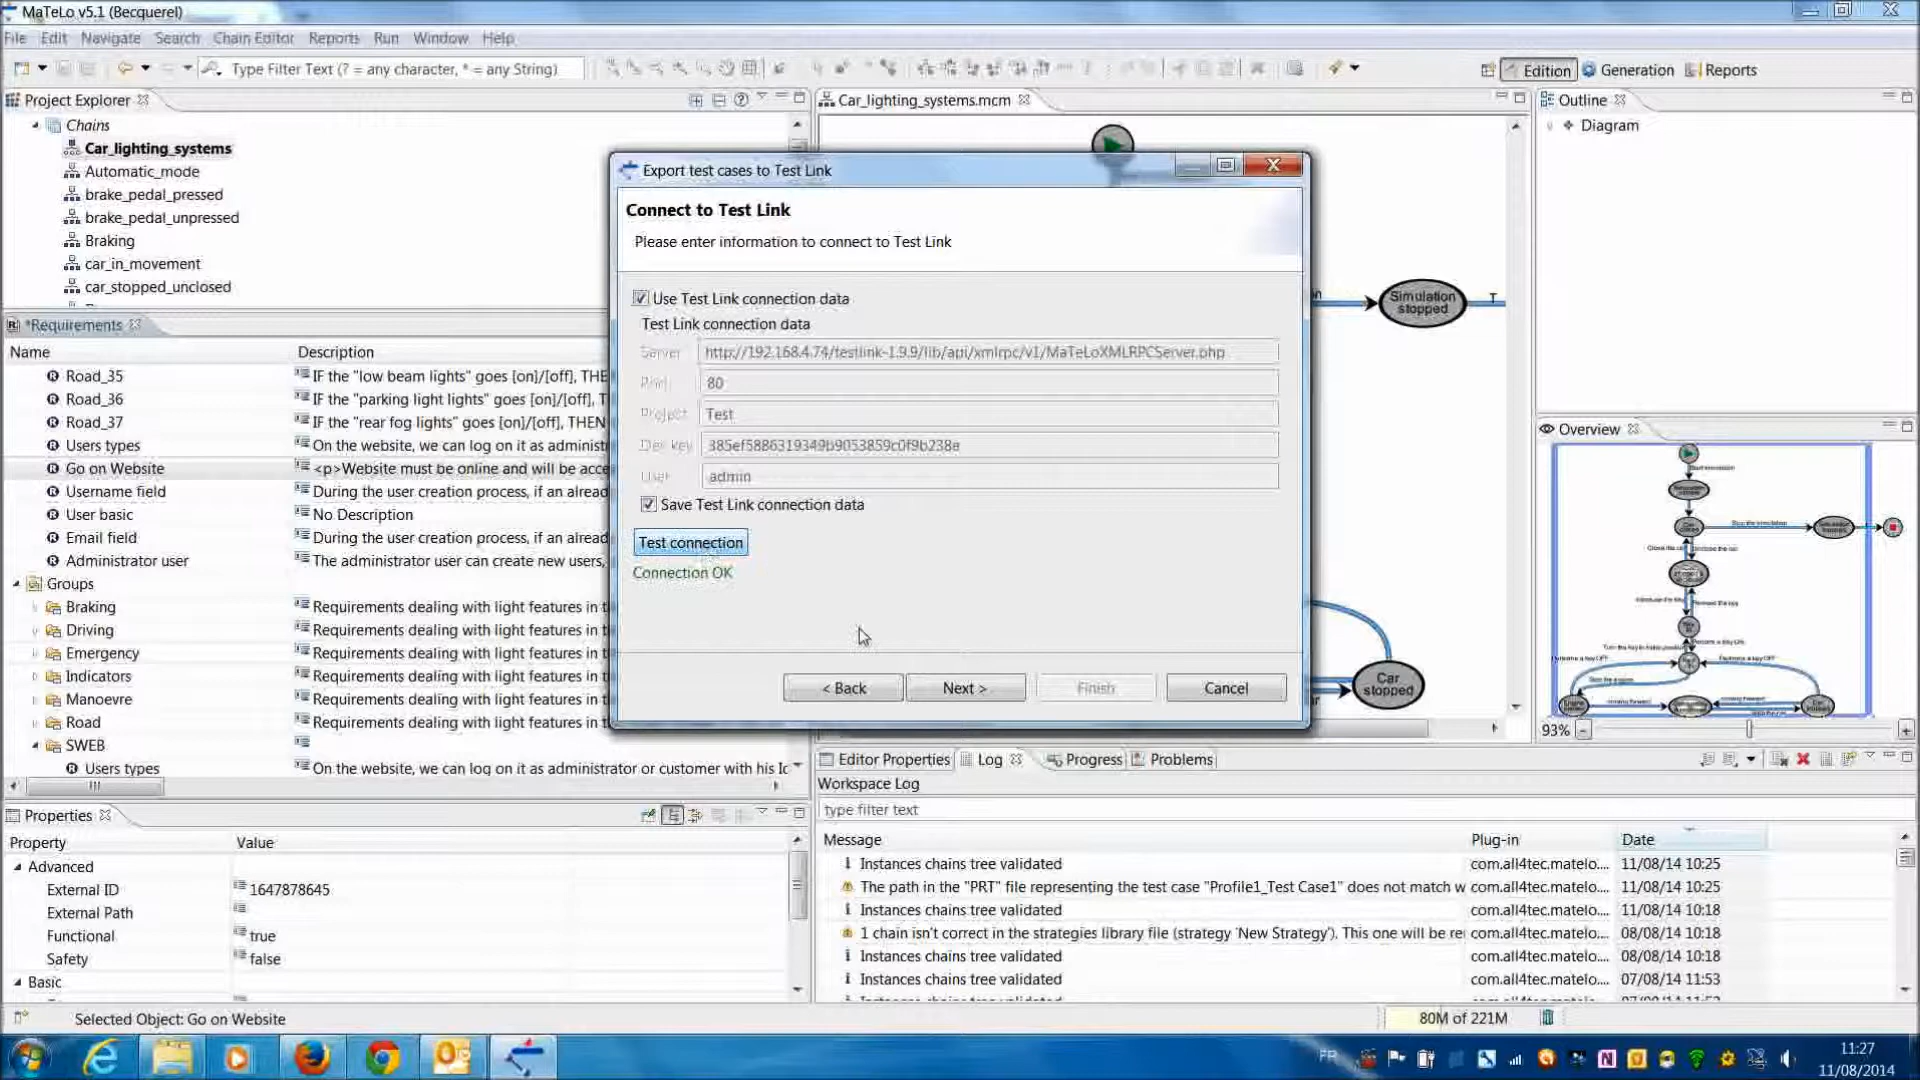 MaTeLo v5.1 (Becquerel)
File Edit Navigate Search Chain Editor Reports Run Window Help
Type Filter Text (? = any character, * = any String)
Edition Generation Reports
Project Explorer
Chains
Car_lighting_systems
Automatic_mode
brake_pedal_pressed
brake_pedal_unpressed
Braking
car_in_movement
car_stopped_unclosed
*Requirements
Name Description
Road_35 IF the "low beam lights" goes [on]/[off], THE
Road_36 IF the "parking light lights" goes [on]/[off], T
Road_37 IF the "rear fog lights" goes [on]/[off], THEN
Users types On the website, we can log on it as administ
Go on Website <p>Website must be online and will be acce
Username field During the user creation process, if an alread
User basic No Description
Email field During the user creation process, if an alread
Administrator user The administrator user can create new users,
Groups
Braking Requirements dealing with light features in t
Driving Requirements dealing with light features in t
Emergency Requirements dealing with light features in t
Indicators Requirements dealing with light features in t
Manoevre Requirements dealing with light features in t
Road Requirements dealing with light features in t
SWEB
Users types On the website, we can log on it as administrator or customer with his Ic
Properties
Property Value
Advanced
External ID 1647878645
External Path
Functional true
Safety false
Basic
Selected Object: Go on Website
Car_lighting_systems.mcm
Simulation
stopped
T
Car
stopped
Export test cases to Test Link
Connect to Test Link
Please enter information to connect to Test Link
Use Test Link connection data
Test Link connection data
Server http://192.168.4.74/testlink-1.9.9/lib/api/xmlrpc/v1/MaTeLoXMLRPCServer.php
Port 80
Project Test
Dev key 385ef5886319349b9053859c0f9b238e
User admin
Save Test Link connection data
Test connection
Connection OK
< Back Next > Finish Cancel
Outline
Diagram
Overview
93%
Editor Properties Log Progress Problems
Workspace Log
type filter text
Message Plug-in Date
Instances chains tree validated com.all4tec.matelo.... 11/08/14 10:25
The path in the "PRT" file representing the test case "Profile1_Test Case1" does not match w com.all4tec.matelo.... 11/08/14 10:25
Instances chains tree validated com.all4tec.matelo.... 11/08/14 10:18
1 chain isn't correct in the strategies library file (strategy 'New Strategy'). This one will be re com.all4tec.matelo.... 08/08/14 10:18
Instances chains tree validated com.all4tec.matelo.... 08/08/14 10:18
Instances chains tree validated com.all4tec.matelo.... 07/08/14 11:53
80M of 221M
FR
11:27
11/08/2014